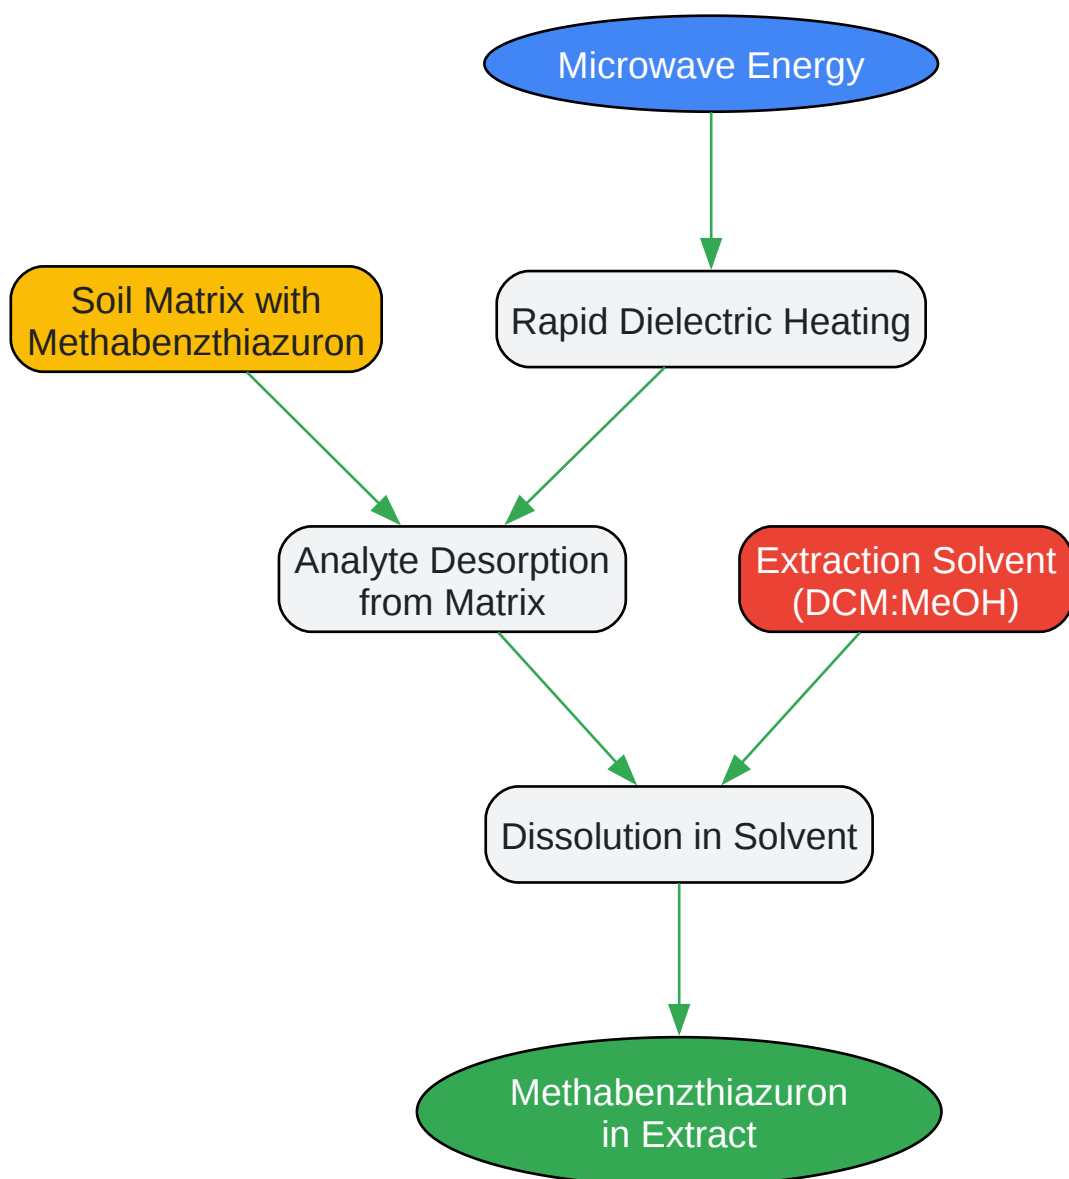 Microwave Energy
Soil Matrix with
Methabenzthiazuron
Rapid Dielectric Heating
Analyte Desorption
from Matrix
Extraction Solvent
(DCM:MeOH)
Dissolution in Solvent
Methabenzthiazuron
in Extract